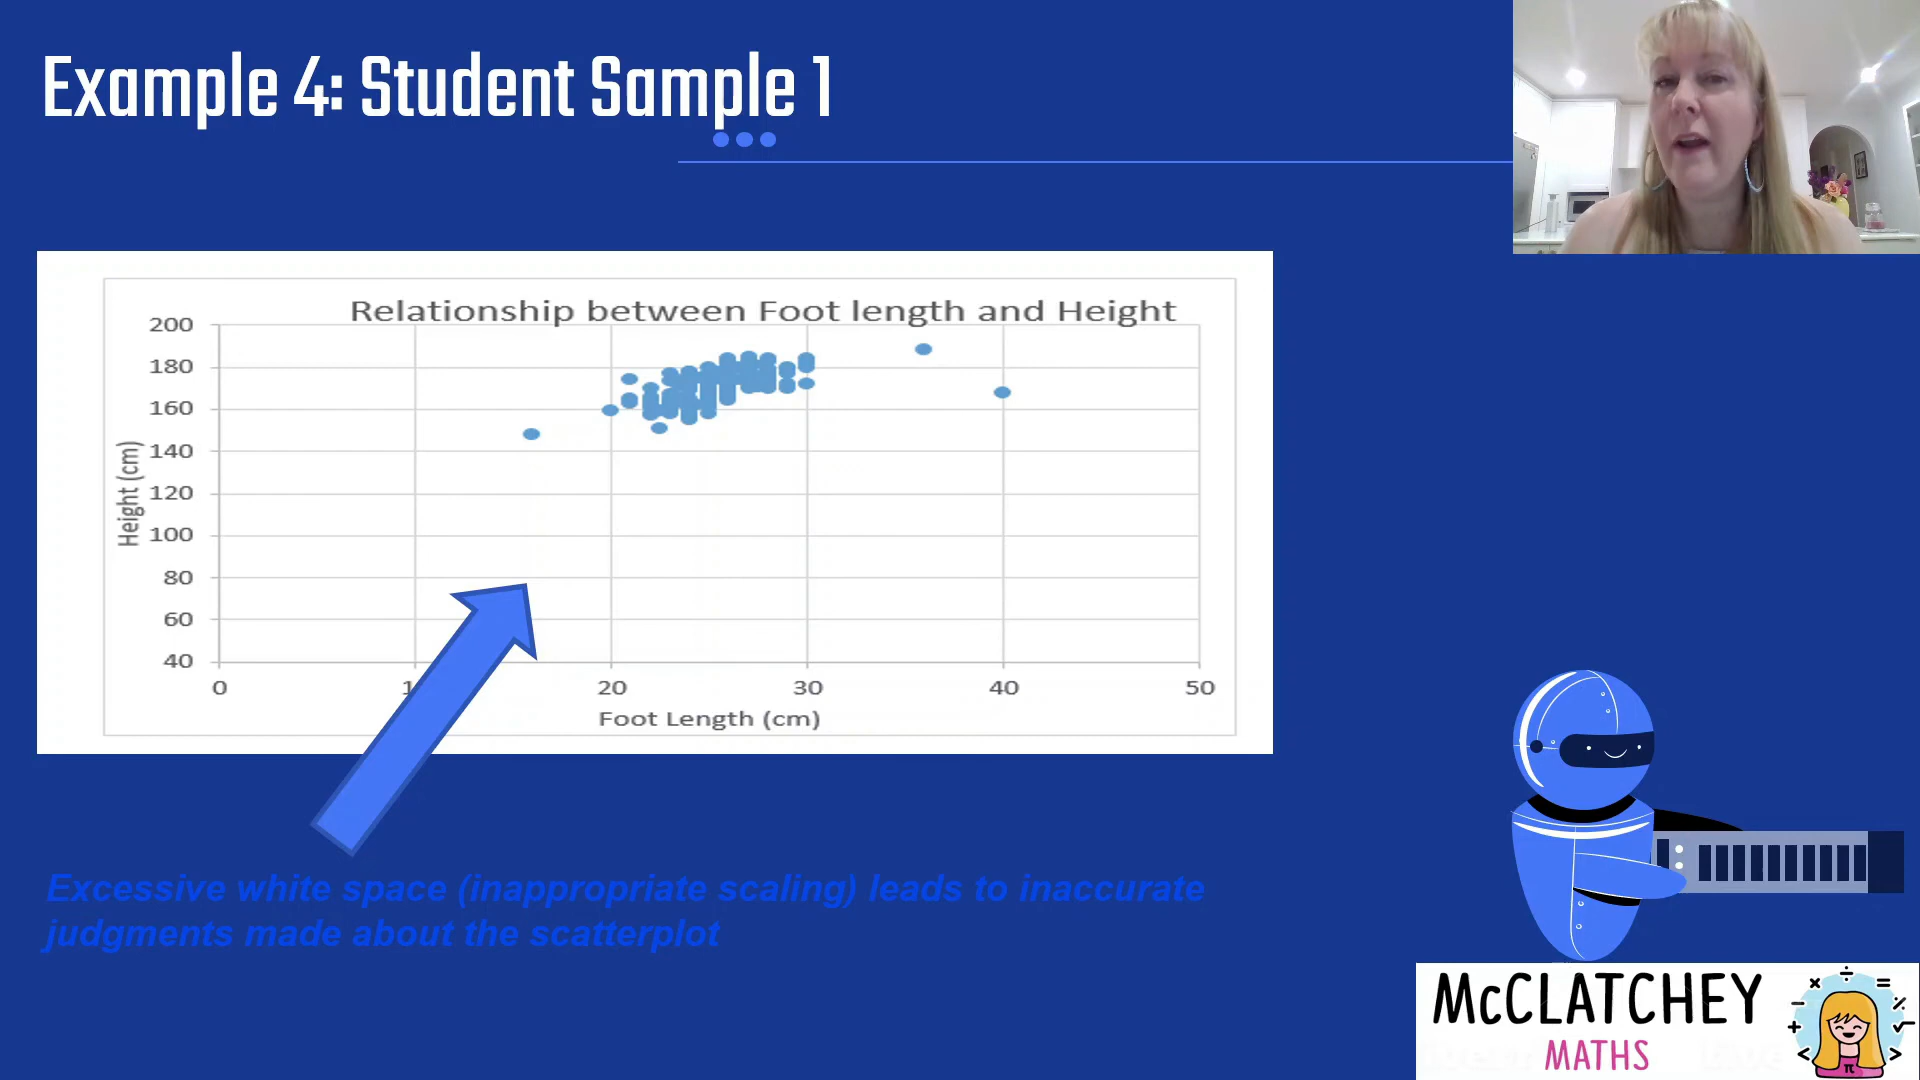 Example 4: Student Sample 1
Relationship between Foot length and Height
200
180
160
140
120
100
80
60
40
Height (cm)
0
1
20
30
40
50
Foot Length (cm)
Excessive white space (inappropriate scaling) leads to inaccurate
judgments made about the scatterplot
McCLATCHEY
MATHS